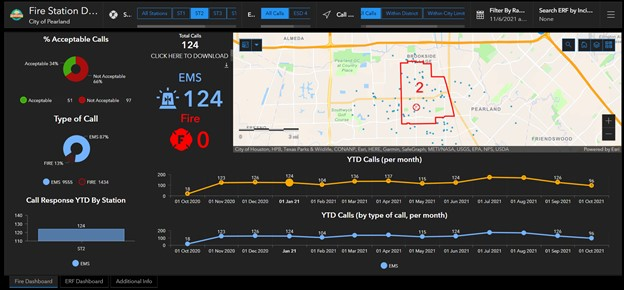 Fire Station D...
City of Pearland
S...
All Stations ST1 ST2 ST3
E...
All Calls ESD 4
Call ...
All Calls Within District Within City Limit
Filter By Ra...
11/6/2021 a...
Search ERF by Inci...
None
% Acceptable Calls
Acceptable 34%
Not Acceptable
66%
Acceptable 51 Not Acceptable 97
Type of Call
EMS 87%
FIRE 13%
EMS 9555 FIRE 1434
Call Response YTD By Station
140
130
120
110
124
ST2
EMS
Total Calls
124
CLICK HERE TO DOWNLOAD
EMS
124
Fire
F
0
ALMEDA
BROOKSIDE
2
PEARLAND
FRIENDSWOOD
3 mi
+
−
City of Houston, HPB, Texas Parks & Wildlife, CONANP, Esri, HERE, Garmin, SafeGraph, METI/NASA, USGS, EPA, NPS, USDA
Powered by Esri
YTD Calls (per month)
200
100
0
18 123 126 124 104 136 137 115 124 126 96
01 Oct 2020 01 Nov 2020 01 Dec 2020 01 Jan 21 01 Feb 2021 01 Mar 2021 01 Apr 2021 01 May 2021 01 Jun 2021 01 Jul 2021 01 Aug 2021 01 Sep 2021 01 Oct 2021
YTD Calls (by type of call, per month)
200
100
0
18 123 126 124 104 136 137 115 124 126 96
01 Oct 2020 01 Nov 2020 01 Dec 2020 Jan 21 01 Feb 2021 01 Mar 2021 01 Apr 2021 01 May 2021 01 Jun 2021 01 Jul 2021 01 Aug 2021 01 Sep 2021 01 Oct 2021
EMS
Fire Dashboard ERF Dashboard Additional Info